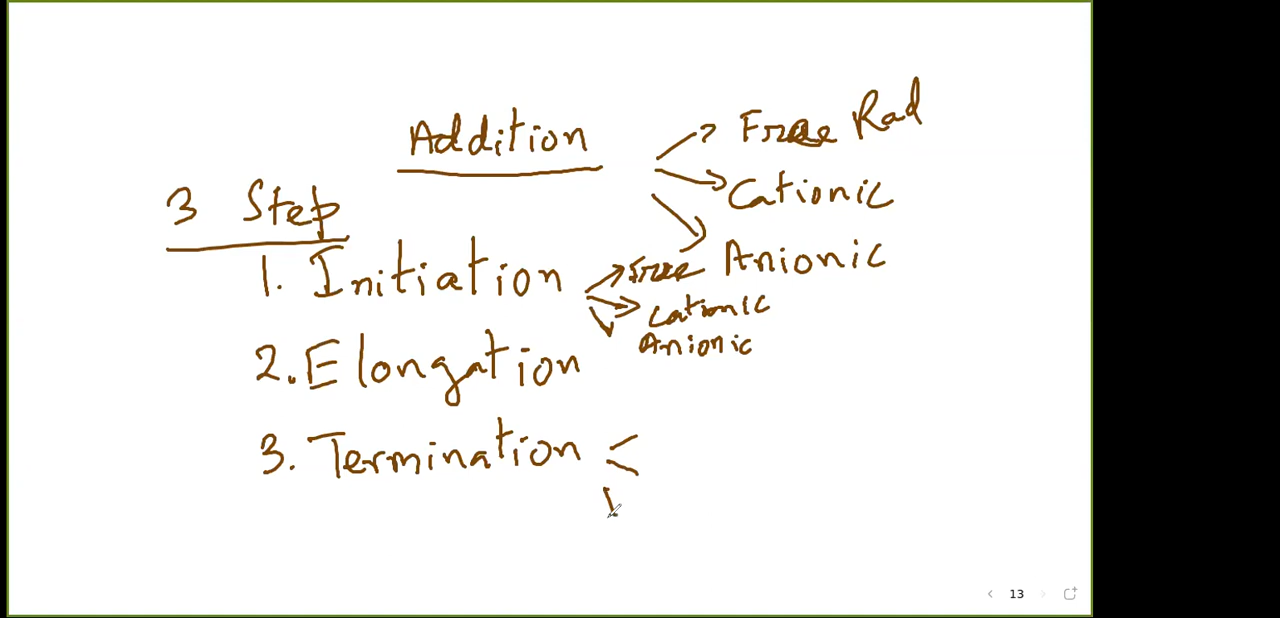 Addition
Free Rad
Cationic
Anionic
3 Step
1. Initiation
Free
Cationic
Anionic
2. Elongation
3. Termination
13